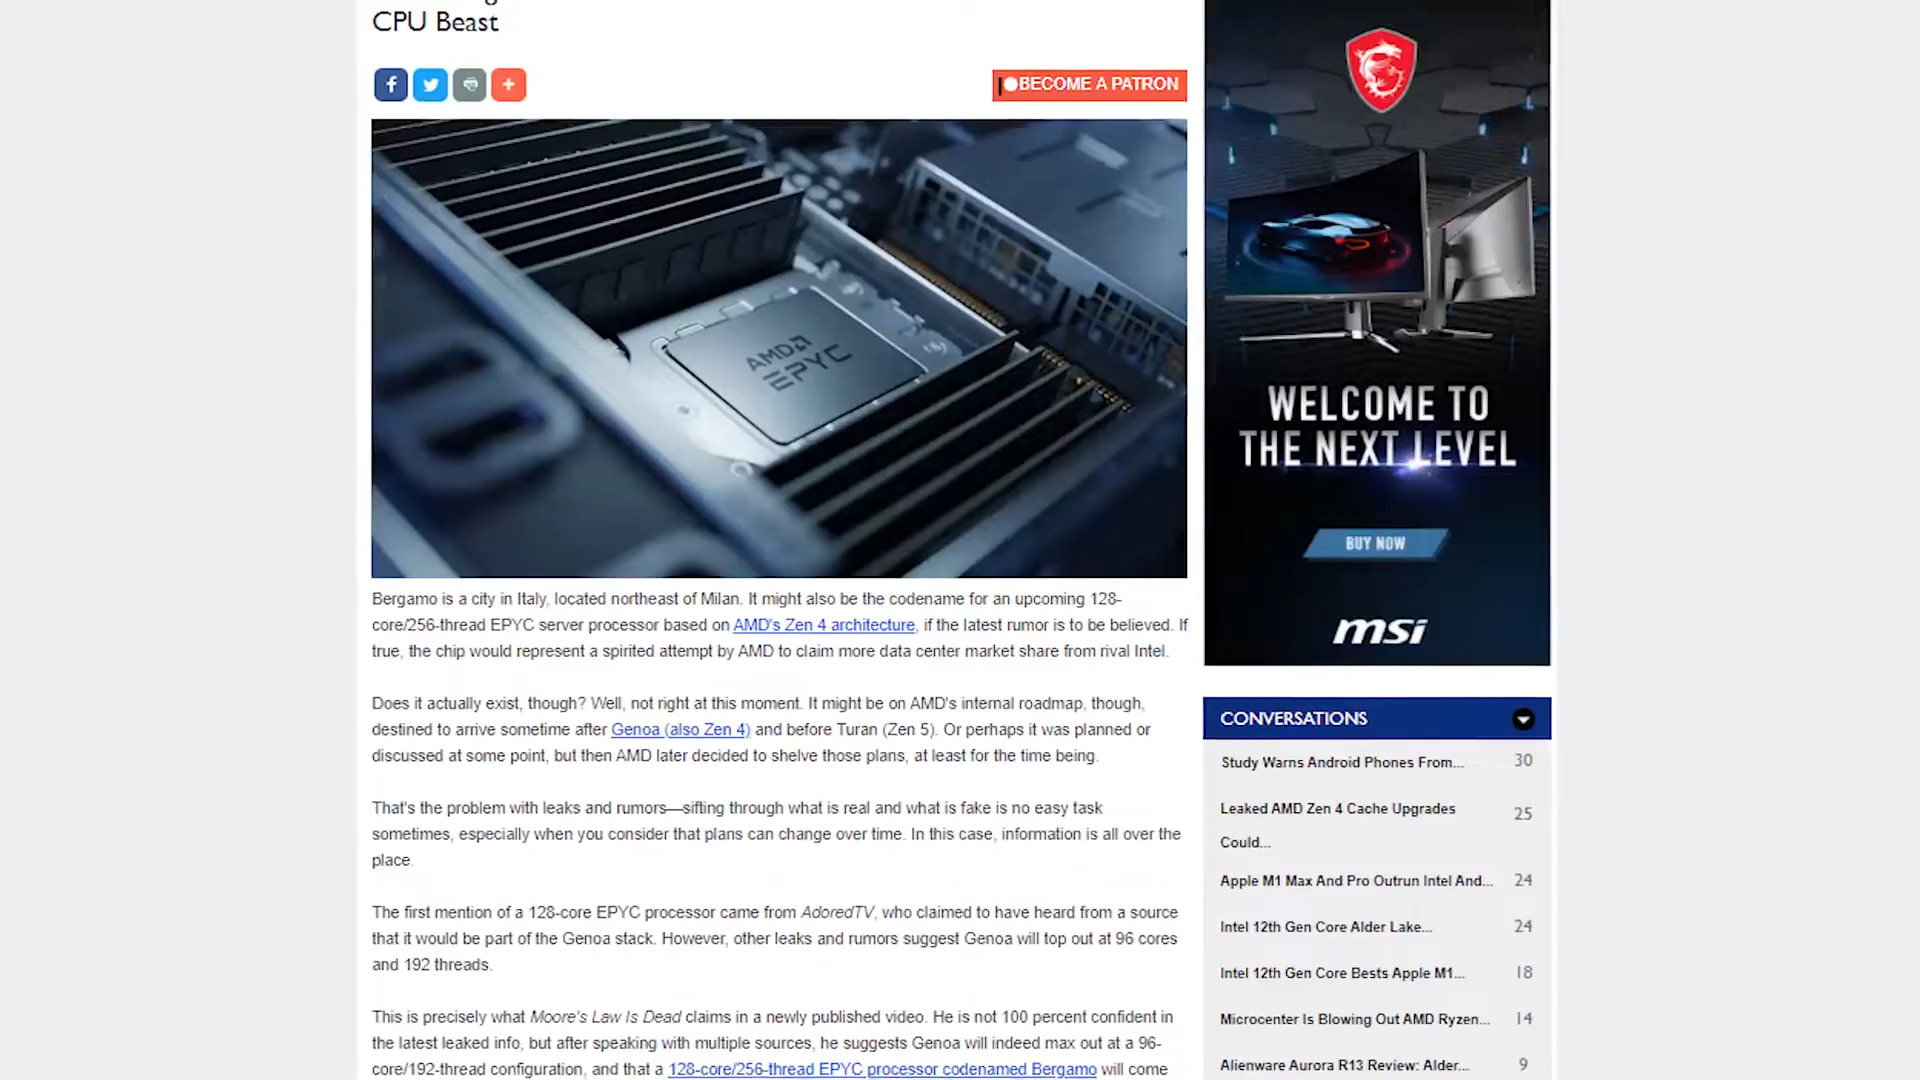 CPU Beast
BECOME A PATRON
AMD
EPYC
Bergamo is a city in Italy, located northeast of Milan. It might also be the codename for an upcoming 128-
core/256-thread EPYC server processor based on AMD's Zen 4 architecture, if the latest rumor is to be believed. If
true, the chip would represent a spirited attempt by AMD to claim more data center market share from rival Intel.
Does it actually exist, though? Well, not right at this moment. It might be on AMD's internal roadmap, though,
destined to arrive sometime after Genoa (also Zen 4) and before Turan (Zen 5). Or perhaps it was planned or
discussed at some point, but then AMD later decided to shelve those plans, at least for the time being.
That's the problem with leaks and rumors—sifting through what is real and what is fake is no easy task
sometimes, especially when you consider that plans can change over time. In this case, information is all over the
place.
The first mention of a 128-core EPYC processor came from AdoredTV, who claimed to have heard from a source
that it would be part of the Genoa stack. However, other leaks and rumors suggest Genoa will top out at 96 cores
and 192 threads.
This is precisely what Moore's Law Is Dead claims in a newly published video. He is not 100 percent confident in
the latest leaked info, but after speaking with multiple sources, he suggests Genoa will indeed max out at a 96-
core/192-thread configuration, and that a 128-core/256-thread EPYC processor codenamed Bergamo will come
WELCOME TO
THE NEXT LEVEL
BUY NOW
msi
CONVERSATIONS
Study Warns Android Phones From... 30
Leaked AMD Zen 4 Cache Upgrades
Could... 25
Apple M1 Max And Pro Outrun Intel And... 24
Intel 12th Gen Core Alder Lake... 24
Intel 12th Gen Core Bests Apple M1... 18
Microcenter Is Blowing Out AMD Ryzen... 14
Alienware Aurora R13 Review: Alder... 9